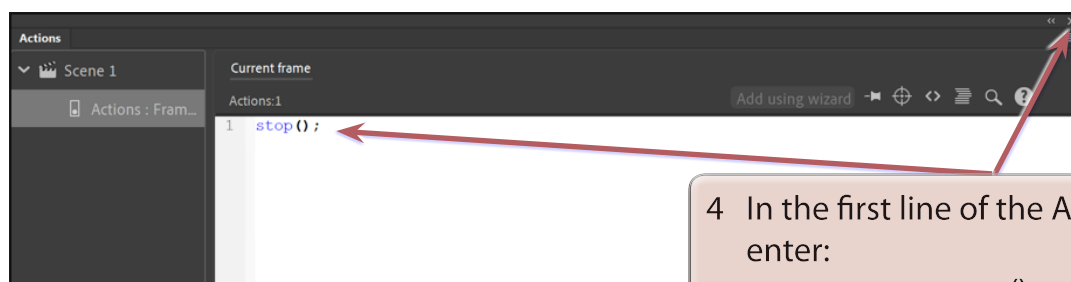 Actions
Scene 1
Current frame
Actions : Fram...
Actions:1
Add using wizard
1 stop();
4 In the first line of the A
enter: